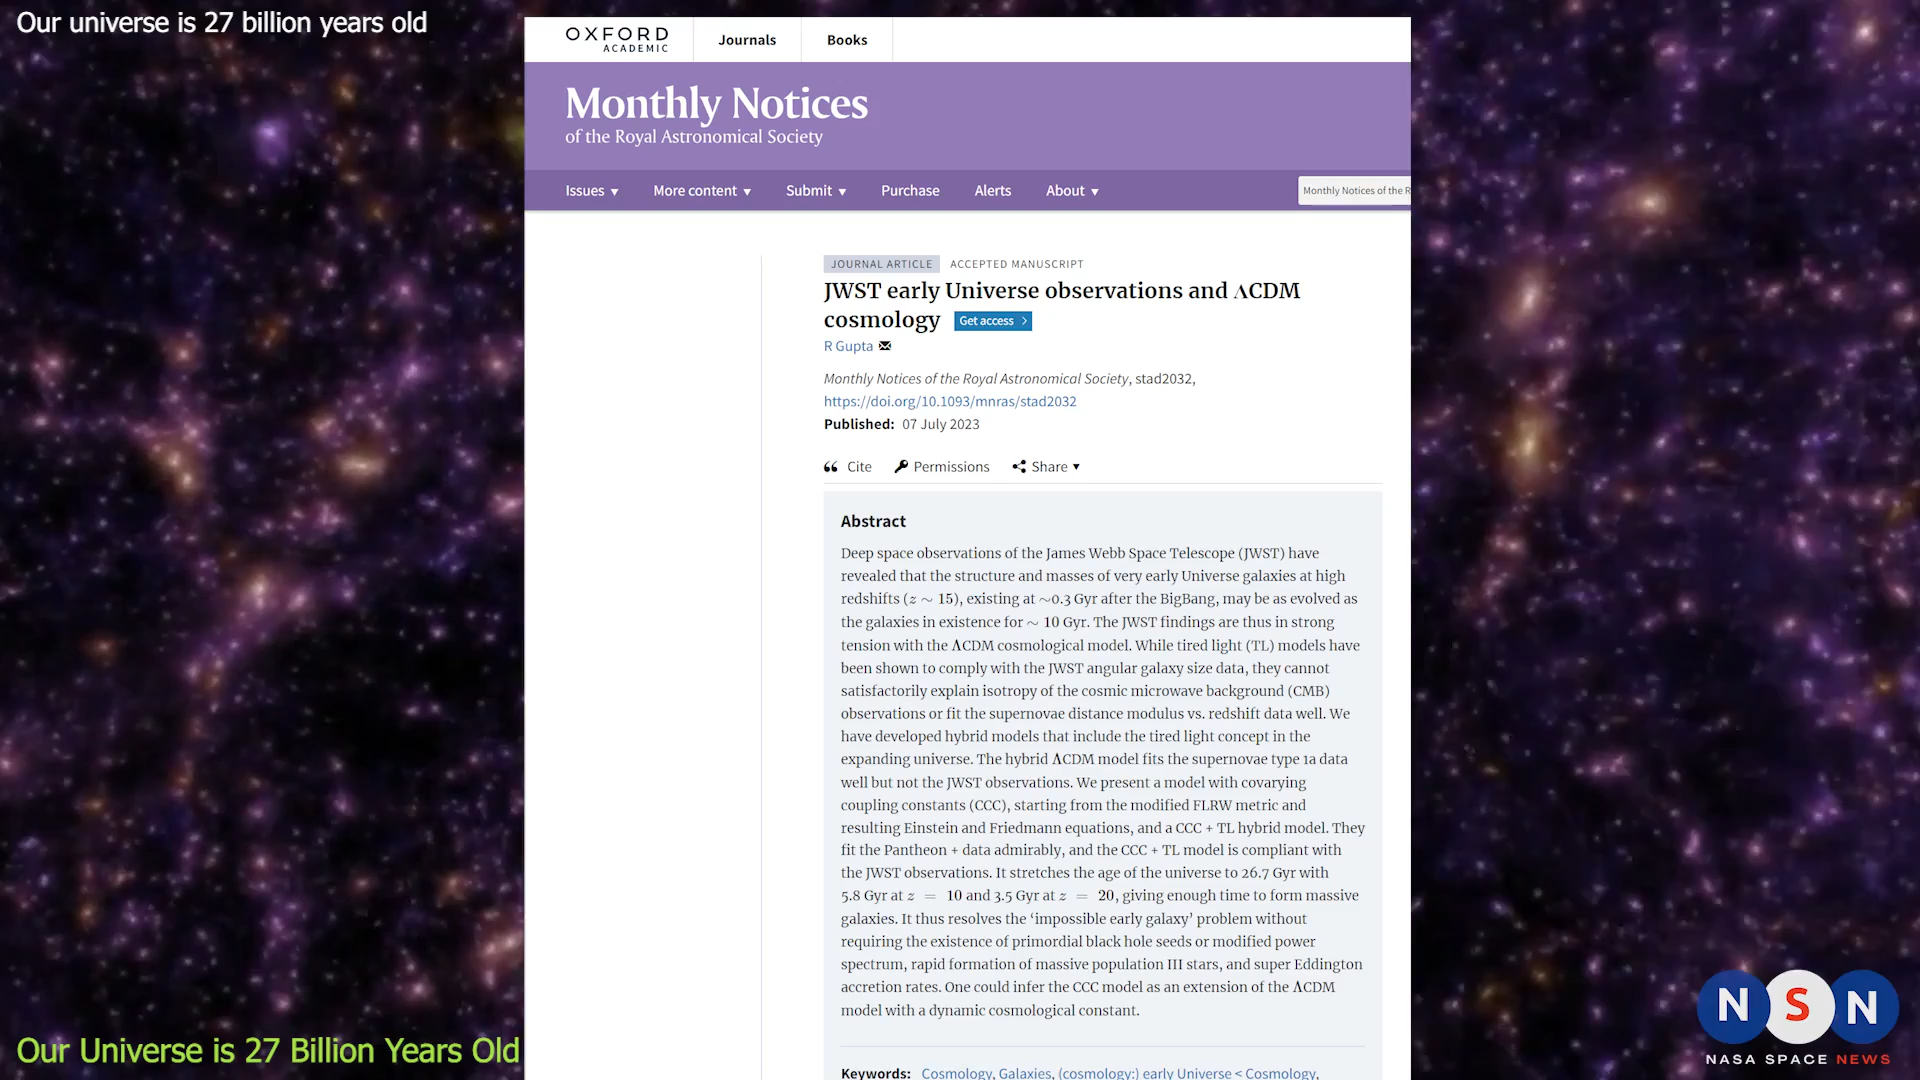 Our universe is 27 billion years old
OXFORD
ACADEMIC
Journals
Books
Monthly Notices
of the Royal Astronomical Society
Issues
More content
Submit
Purchase
Alerts
About
Monthly Notices of the R
JOURNAL ARTICLE ACCEPTED MANUSCRIPT
JWST early Universe observations and ΛCDM
cosmology Get access
R Gupta
Monthly Notices of the Royal Astronomical Society, stad2032,
https://doi.org/10.1093/mnras/stad2032
Published: 07 July 2023
Cite Permissions Share
Abstract
Deep space observations of the James Webb Space Telescope (JWST) have
revealed that the structure and masses of very early Universe galaxies at high
redshifts (z ∼ 15), existing at ~0.3 Gyr after the BigBang, may be as evolved as
the galaxies in existence for ∼ 10 Gyr. The JWST findings are thus in strong
tension with the ΛCDM cosmological model. While tired light (TL) models have
been shown to comply with the JWST angular galaxy size data, they cannot
satisfactorily explain isotropy of the cosmic microwave background (CMB)
observations or fit the supernovae distance modulus vs. redshift data well. We
have developed hybrid models that include the tired light concept in the
expanding universe. The hybrid ΛCDM model fits the supernovae type 1a data
well but not the JWST observations. We present a model with covarying
coupling constants (CCC), starting from the modified FLRW metric and
resulting Einstein and Friedmann equations, and a CCC + TL hybrid model. They
fit the Pantheon + data admirably, and the CCC + TL model is compliant with
the JWST observations. It stretches the age of the universe to 26.7 Gyr with
5.8 Gyr at z = 10 and 3.5 Gyr at z = 20, giving enough time to form massive
galaxies. It thus resolves the ‘impossible early galaxy’ problem without
requiring the existence of primordial black hole seeds or modified power
spectrum, rapid formation of massive population III stars, and super Eddington
accretion rates. One could infer the CCC model as an extension of the ΛCDM
model with a dynamic cosmological constant.
Keywords: Cosmology, Galaxies, (cosmology:) early Universe < Cosmology,
Our Universe is 27 Billion Years Old
NSN
NASA SPACE NEWS